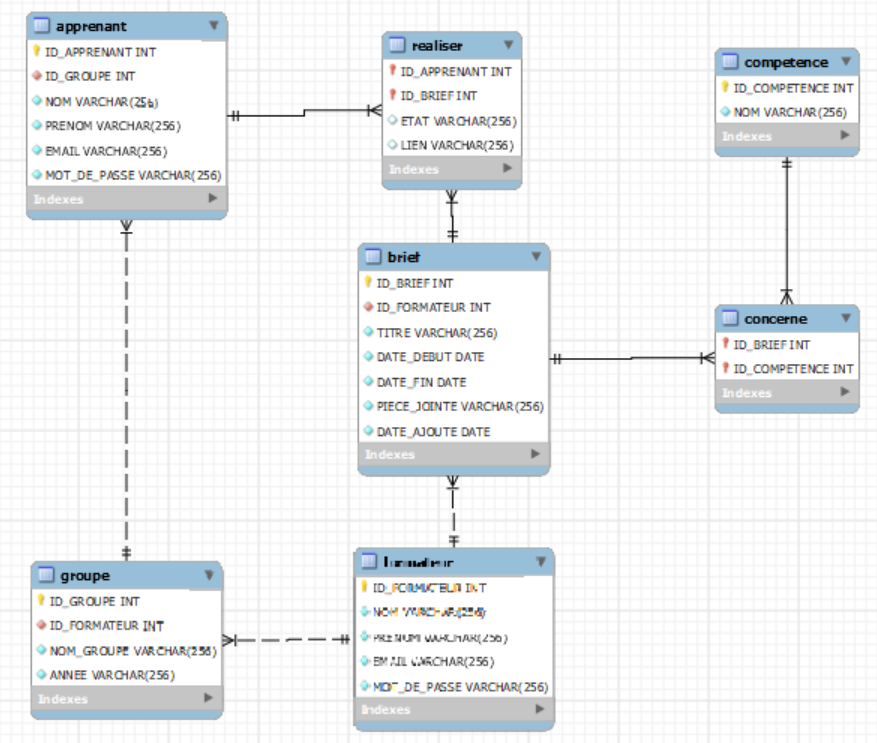 apprenant
ID_APPRENANT INT
ID_GROUPE INT
NOM VARCHAR(256)
PRENOM VARCHAR(256)
EMAIL VARCHAR(256)
MOT_DE_PASSE VARCHAR(256)
Indexes
realiser
ID_APPRENANT INT
ID_BRIEF INT
ETAT VARCHAR(256)
LIEN VARCHAR(256)
Indexes
competence
ID_COMPETENCE INT
NOM VARCHAR(256)
Indexes
brief
ID_BRIEF INT
ID_FORMATEUR INT
TITRE VARCHAR(256)
DATE_DEBUT DATE
DATE_FIN DATE
PIECE_JOINTE VARCHAR(256)
DATE_AJOUTE DATE
Indexes
concerne
ID_BRIEF INT
ID_COMPETENCE INT
Indexes
groupe
ID_GROUPE INT
ID_FORMATEUR INT
NOM_GROUPE VARCHAR(256)
ANNEE VARCHAR(256)
Indexes
formateur
ID_FORMATEUR INT
NOM VARCHAR(256)
PRENOM VARCHAR(256)
EMAIL VARCHAR(256)
MOT_DE_PASSE VARCHAR(256)
Indexes